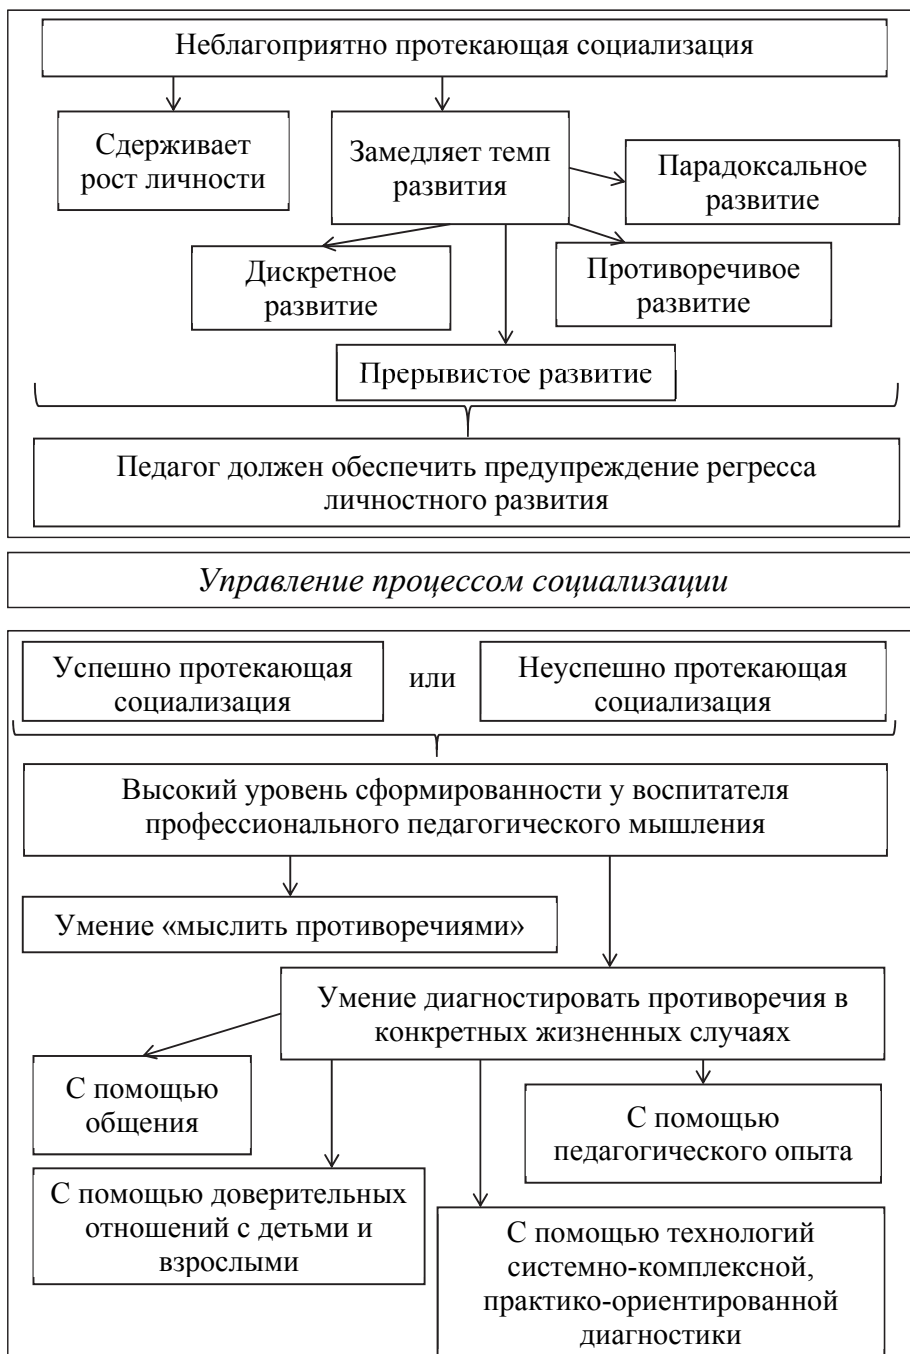 Неблагоприятно протекающая социализация
Сдерживает
рост личности
Замедляет темп
развития
Парадоксальное
развитие
Дискретное
развитие
Противоречивое
развитие
Прерывистое развитие
Педагог должен обеспечить предупреждение регресса
личностного развития
Управление процессом социализации
Успешно протекающая
социализация
или
Неуспешно протекающая
социализация
Высокий уровень сформированности у воспитателя
профессионального педагогического мышления
Умение «мыслить противоречиями»
Умение диагностировать противоречия в
конкретных жизненных случаях
С помощью
общения
С помощью
педагогического опыта
С помощью доверительных
отношений с детьми и
взрослыми
С помощью технологий
системно-комплексной,
практико-ориентированной
диагностики